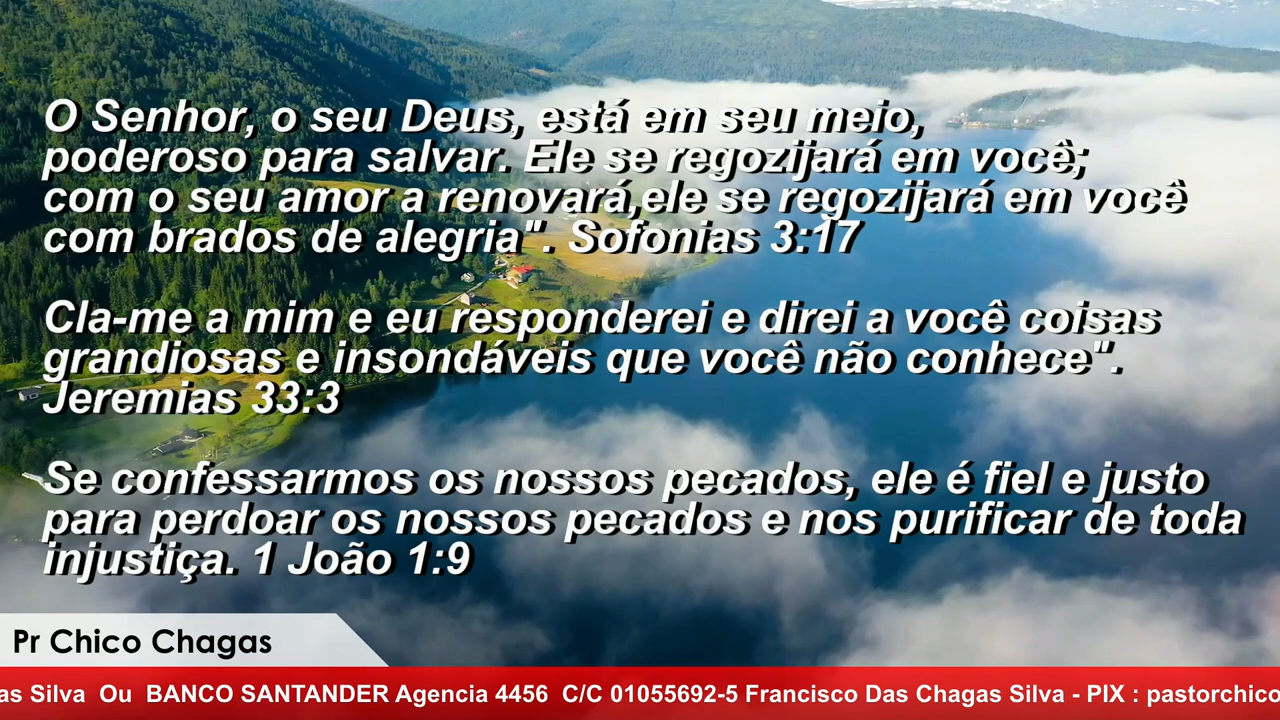 O Senhor, o seu Deus, está em seu meio,
poderoso para salvar. Ele se regozijará em você;
com o seu amor a renovará,ele se regozijará em você
com brados de alegria". Sofonias 3:17
Cla-me a mim e eu responderei e direi a você coisas
grandiosas e insondáveis que você não conhece".
Jeremias 33:3
Se confessarmos os nossos pecados, ele é fiel e justo
para perdoar os nossos pecados e nos purificar de toda
injustiça. 1 João 1:9
Pr Chico Chagas
as Silva Ou BANCO SANTANDER Agencia 4456 C/C 01055692-5 Francisco Das Chagas Silva - PIX : pastorchico